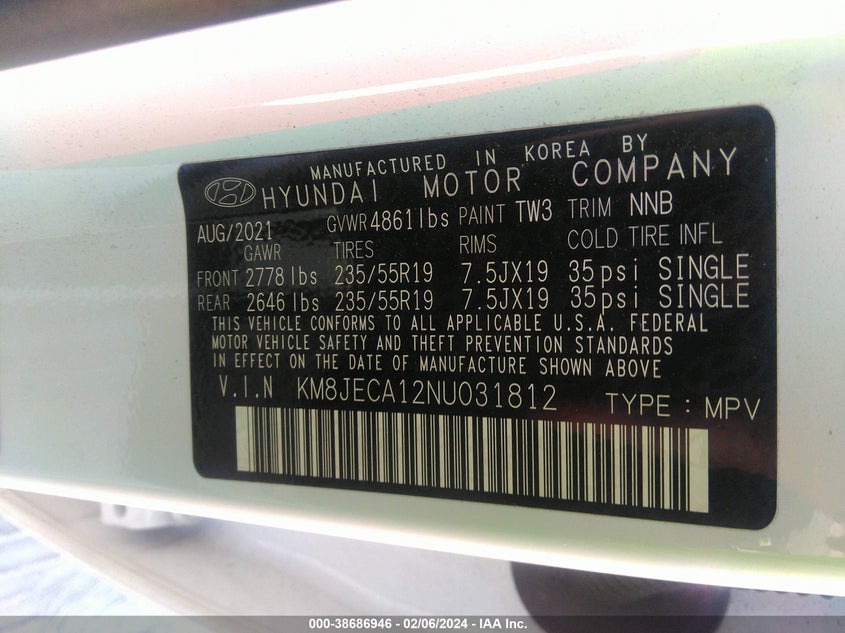 MANUFACTURED IN KOREA BY
HYUNDAI MOTOR COMPANY
AUG/2021 GVWR 4861lbs PAINT TW3 TRIM NNB
GAWR TIRES RIMS COLD TIRE INFL
FRONT 2778 lbs 235/55R19 7.5JX19 35psi SINGLE
REAR 2646 lbs 235/55R19 7.5JX19 35psi SINGLE
THIS VEHICLE CONFORMS TO ALL APPLICABLE U.S.A. FEDERAL
MOTOR VEHICLE SAFETY AND THEFT PREVENTION STANDARDS
IN EFFECT ON THE DATE OF MANUFACTURE SHOWN ABOVE
V.I.N KM8JECA12NU031812 TYPE : MPV
000-38686946 - 02/06/2024 - IAA Inc.